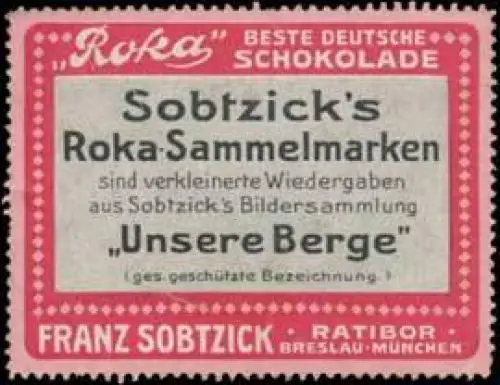 „Roka" BESTE DEUTSCHE
SCHOKOLADE
Sobtzick's
Roka-Sammelmarken
sind verkleinerte Wiedergaben
aus Sobtzick's Bildersammlung
„Unsere Berge"
(ges. geschützte Bezeichnung.)
FRANZ SOBTZICK · RATIBOR ·
BRESLAU · MÜNCHEN